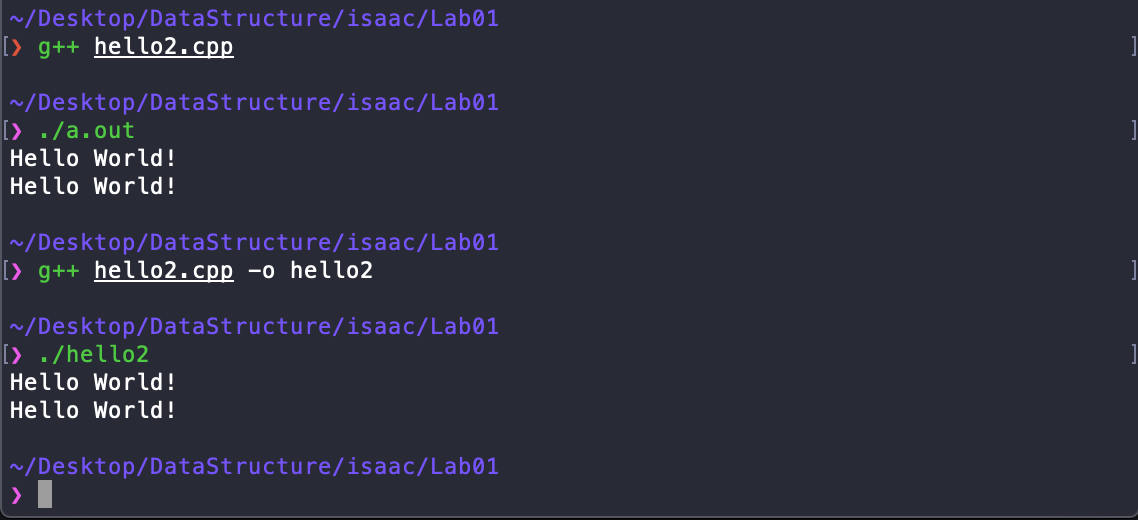 ~/Desktop/DataStructure/isaac/Lab01
[❯ g++ hello2.cpp ]
~/Desktop/DataStructure/isaac/Lab01
[❯ ./a.out ]
Hello World!
Hello World!
~/Desktop/DataStructure/isaac/Lab01
[❯ g++ hello2.cpp -o hello2 ]
~/Desktop/DataStructure/isaac/Lab01
[❯ ./hello2 ]
Hello World!
Hello World!
~/Desktop/DataStructure/isaac/Lab01
❯